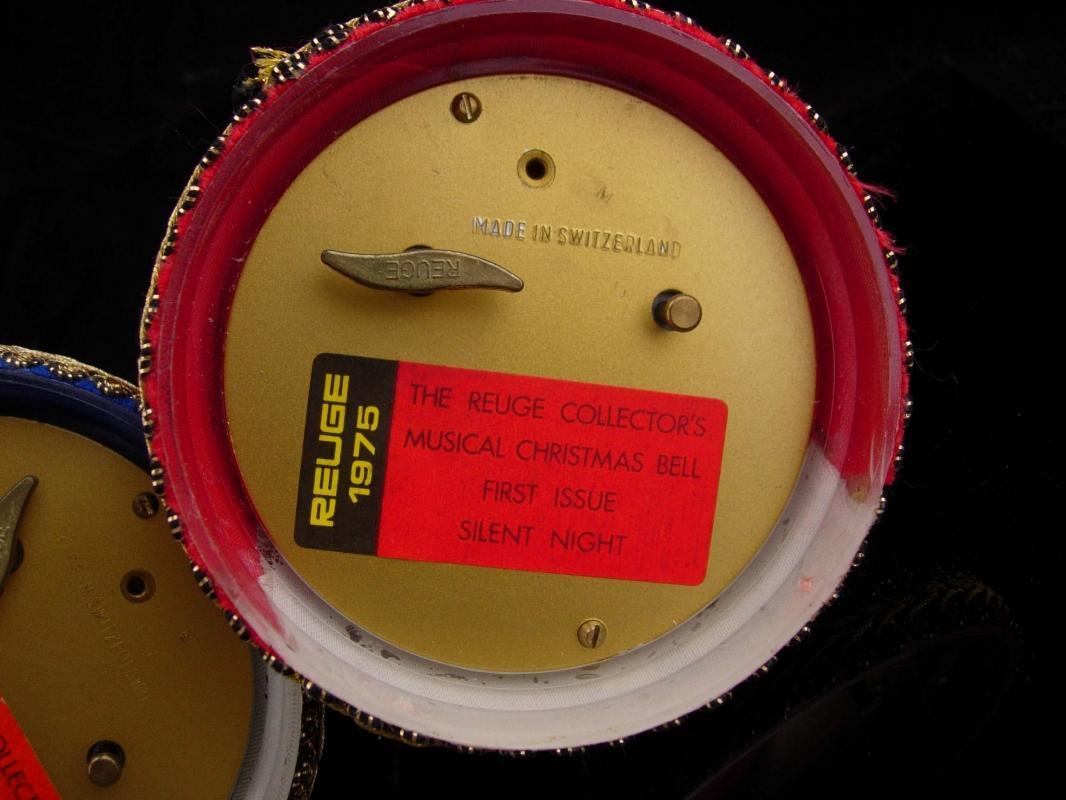 MADE IN SWITZERLAND
REUGE
REUGE
1975
THE REUGE COLLECTOR'S
MUSICAL CHRISTMAS BELL
FIRST ISSUE
SILENT NIGHT